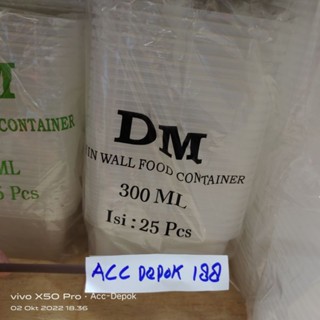 DM
IN WALL FOOD CONTAINER
300 ML
Isi : 25 Pcs
M
CONTAINER
ML
Pcs
ACC DEPOK 188
vivo X50 Pro · Acc-Depok
02 Okt 2022 18.36